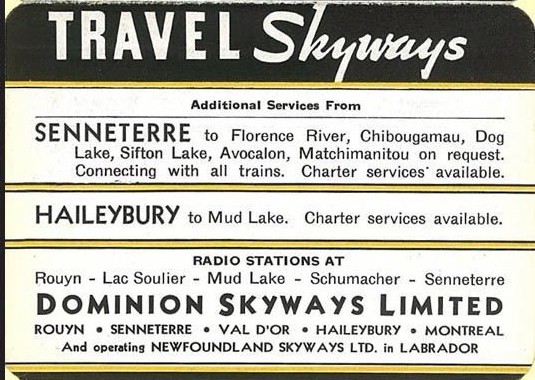 TRAVEL Skyways
Additional Services From
SENNETERRE to Florence River, Chibougamau, Dog
Lake, Sifton Lake, Avocalon, Matchimanitou on request.
Connecting with all trains. Charter services available.
HAILEYBURY to Mud Lake. Charter services available.
RADIO STATIONS AT
Rouyn - Lac Soulier - Mud Lake - Schumacher - Senneterre
DOMINION SKYWAYS LIMITED
ROUYN • SENNETERRE • VAL D'OR • HAILEYBURY • MONTREAL
And operating NEWFOUNDLAND SKYWAYS LTD. in LABRADOR